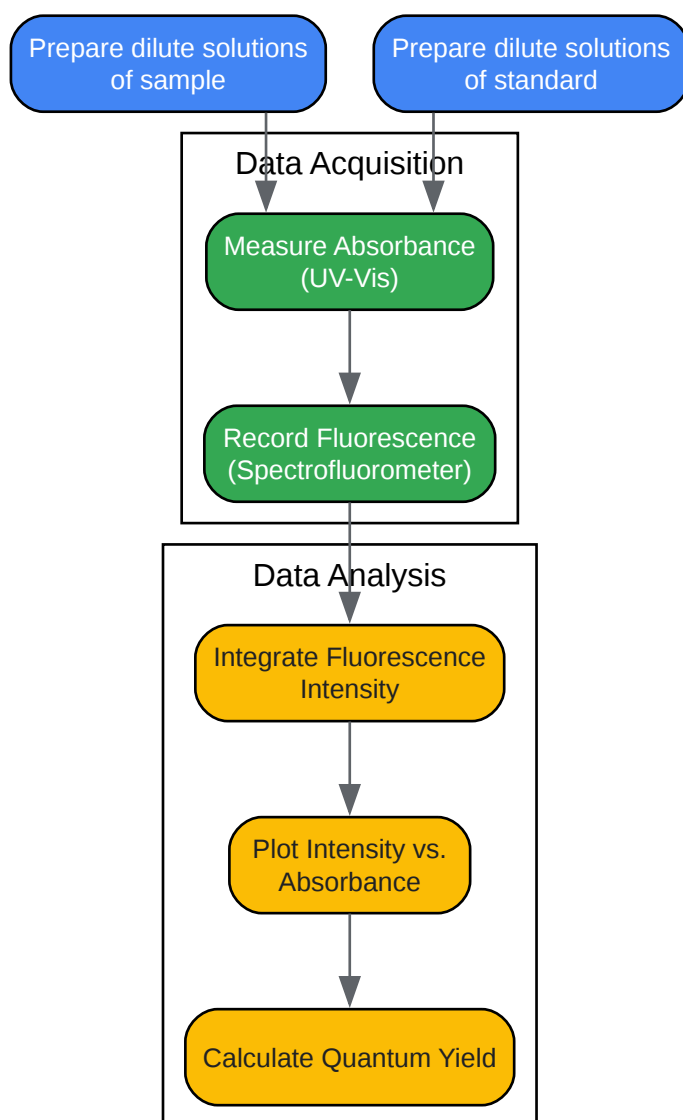 Prepare dilute solutions
of sample
Prepare dilute solutions
of standard
Data Acquisition
Measure Absorbance
(UV-Vis)
Record Fluorescence
(Spectrofluorometer)
Data Analysis
Integrate Fluorescence
Intensity
Plot Intensity vs.
Absorbance
Calculate Quantum Yield